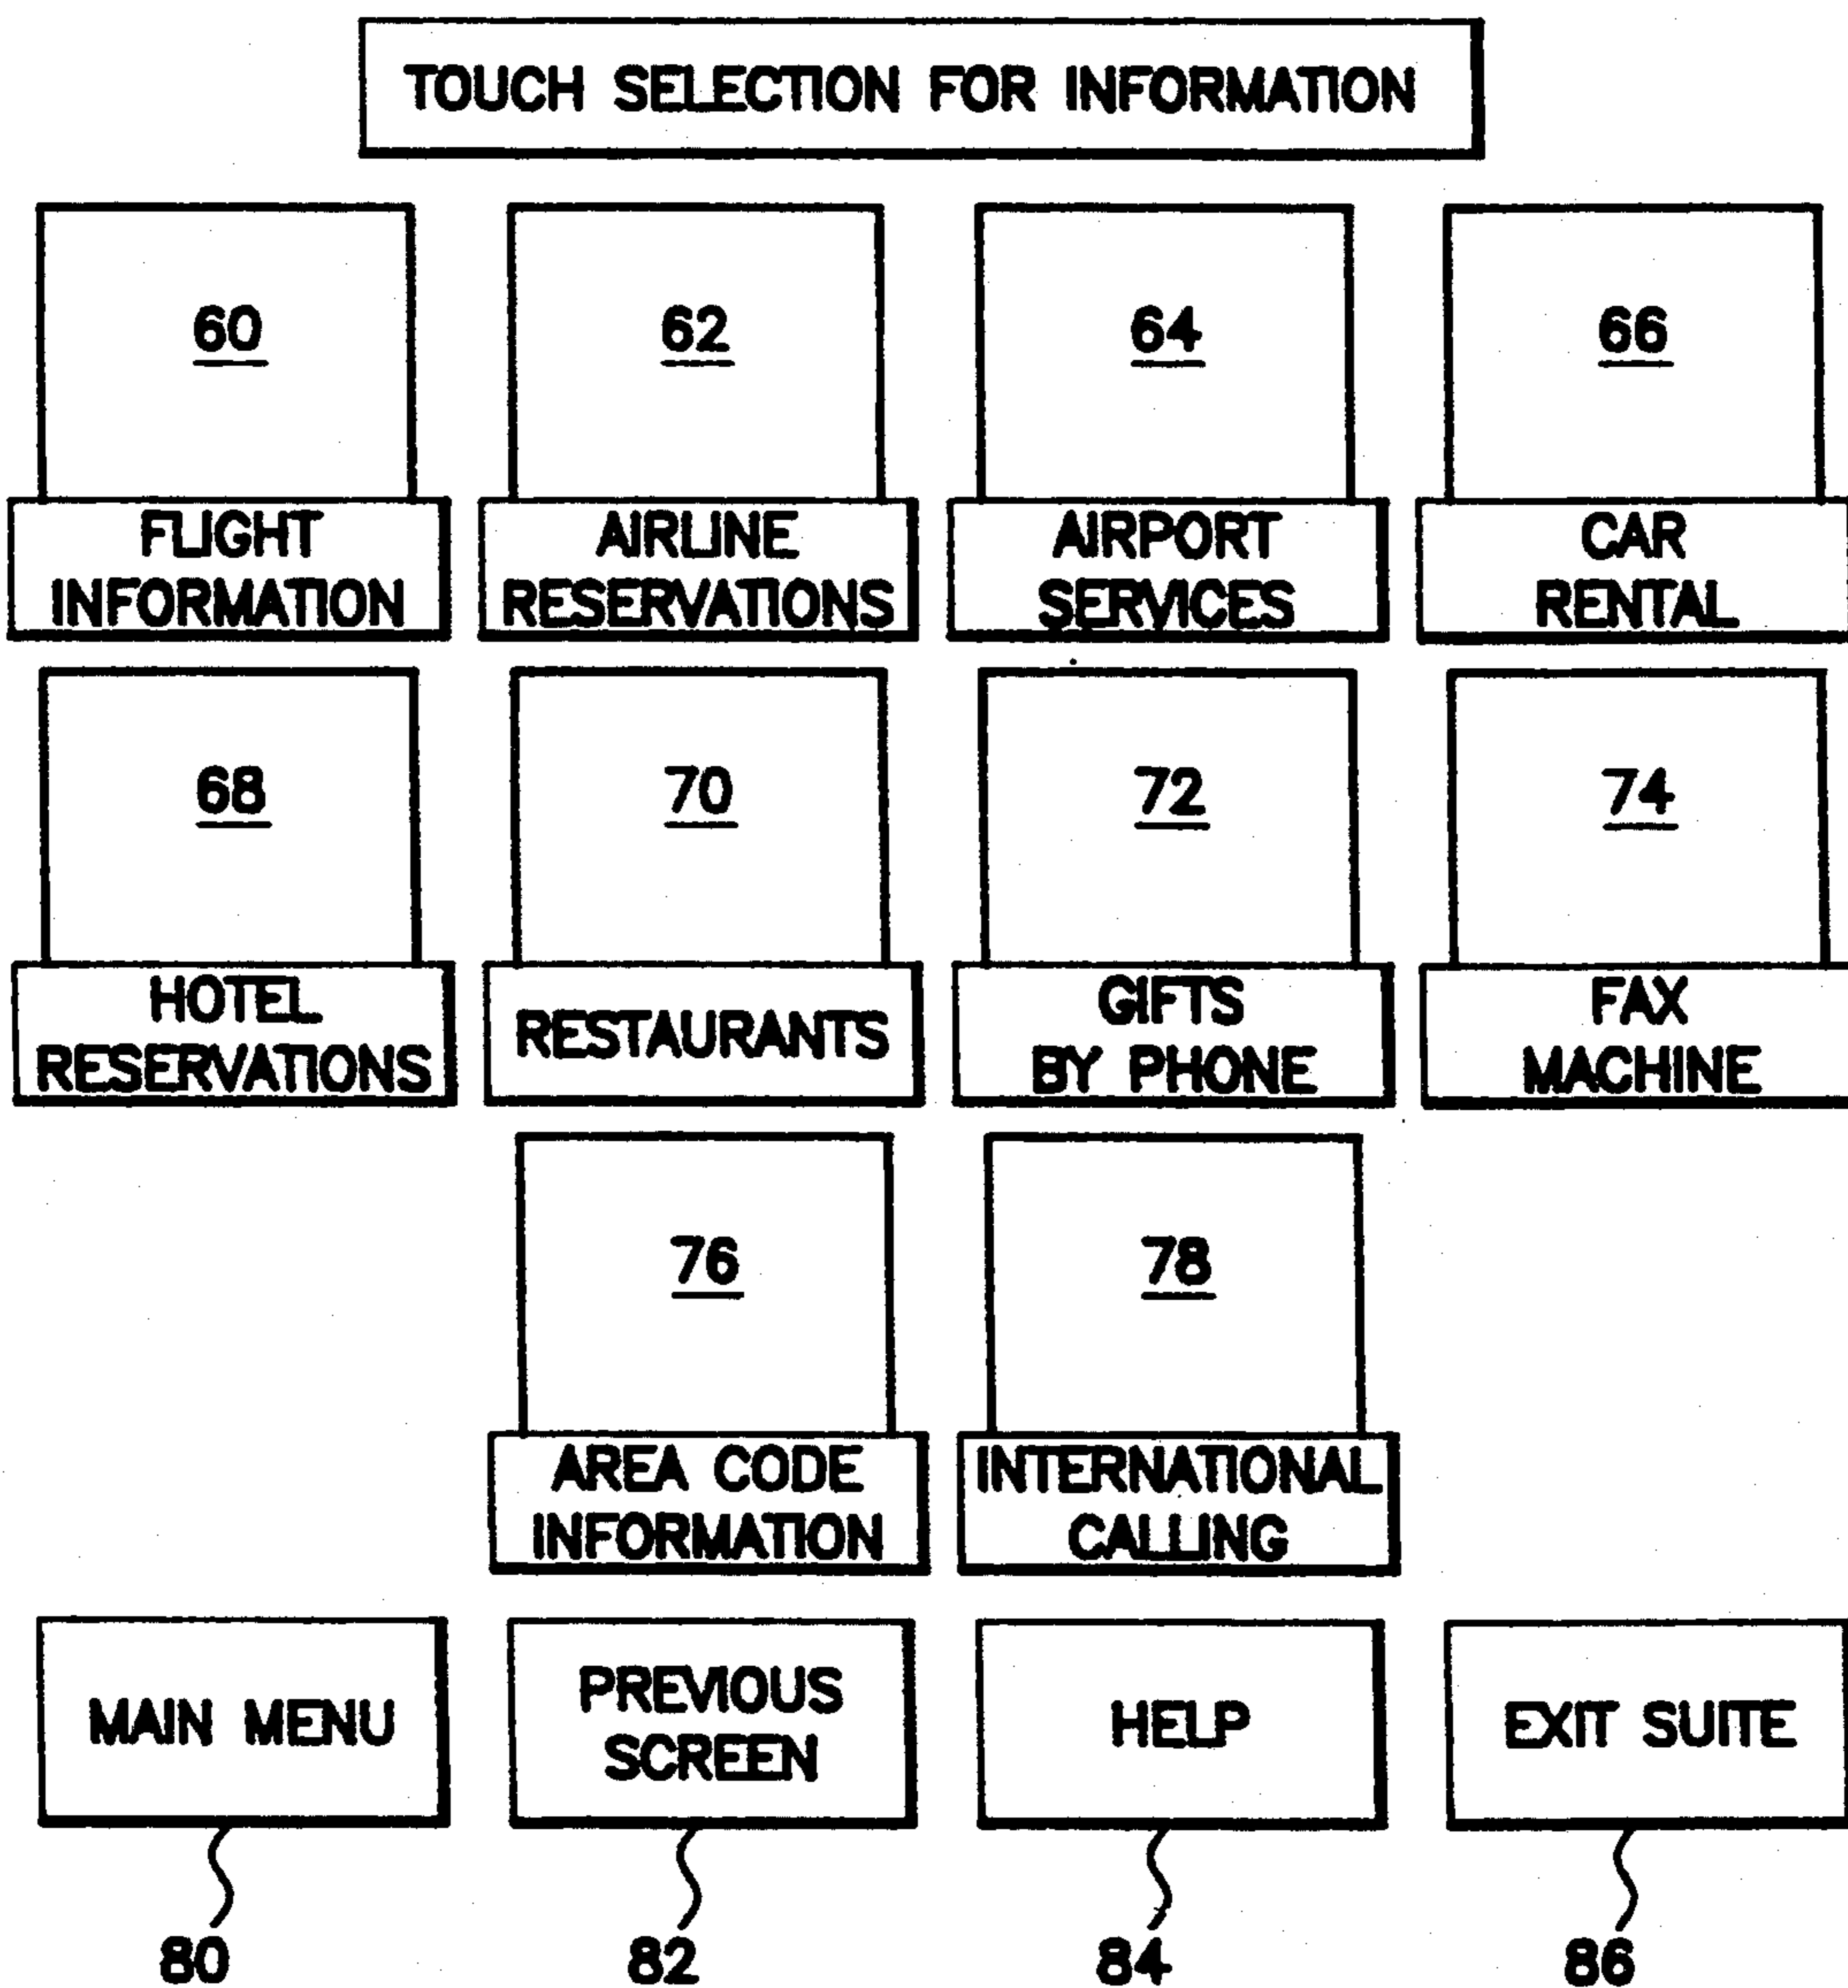 TOUCH SELECTION FOR INFORMATION
60
62
64
66
FLIGHT
INFORMATION
AIRLINE
RESERVATIONS
AIRPORT
SERVICES
CAR
RENTAL
68
70
72
74
HOTEL
RESERVATIONS
RESTAURANTS
GIFTS
BY PHONE
FAX
MACHINE
76
78
AREA CODE
INFORMATION
INTERNATIONAL
CALLING
MAIN MENU
PREVIOUS
SCREEN
HELP
EXIT SUITE
80
82
84
86